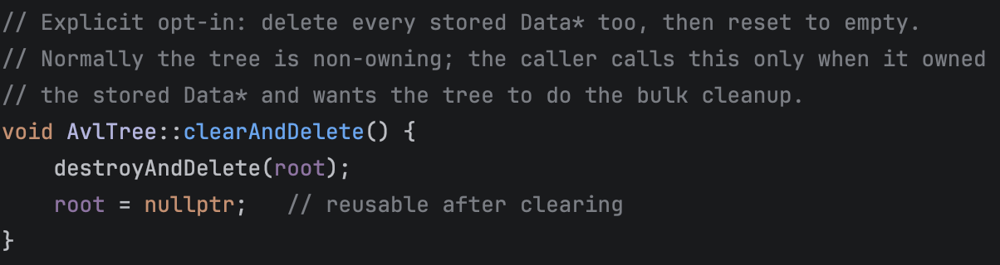 // Explicit opt-in: delete every stored Data* too, then reset to empty.
// Normally the tree is non-owning; the caller calls this only when it owned
// the stored Data* and wants the tree to do the bulk cleanup.
void AvlTree::clearAndDelete() {
    destroyAndDelete(root);
    root = nullptr;   // reusable after clearing
}